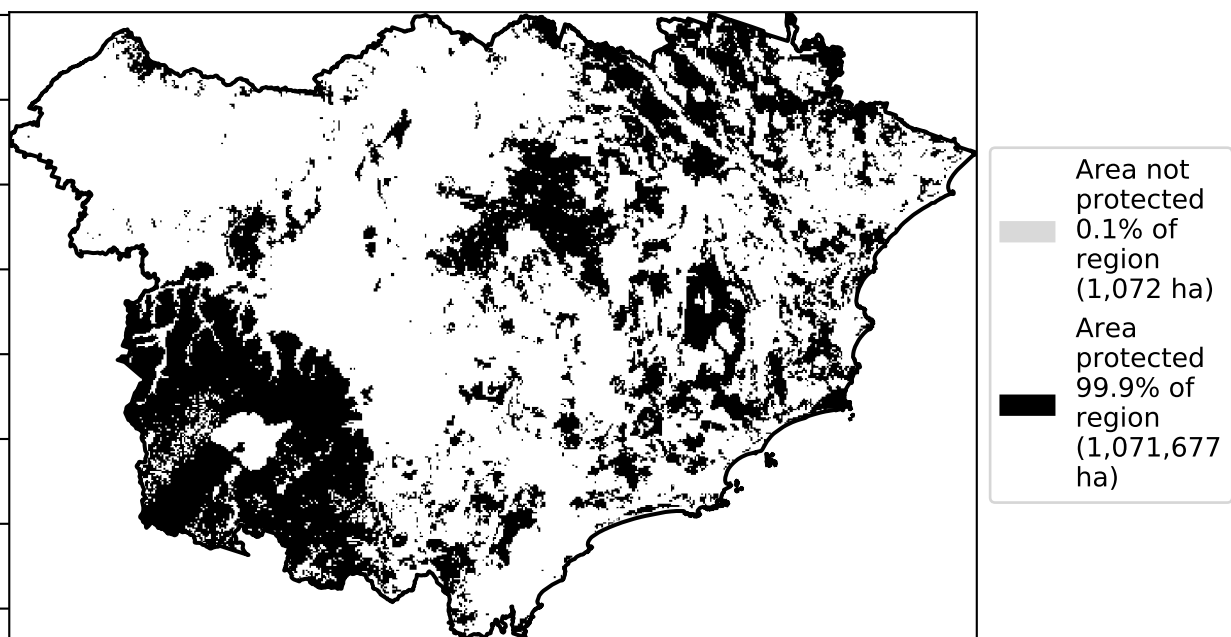 Area not
protected
0.1% of
region
(1,072 ha)
Area
protected
99.9% of
region
(1,071,677
ha)